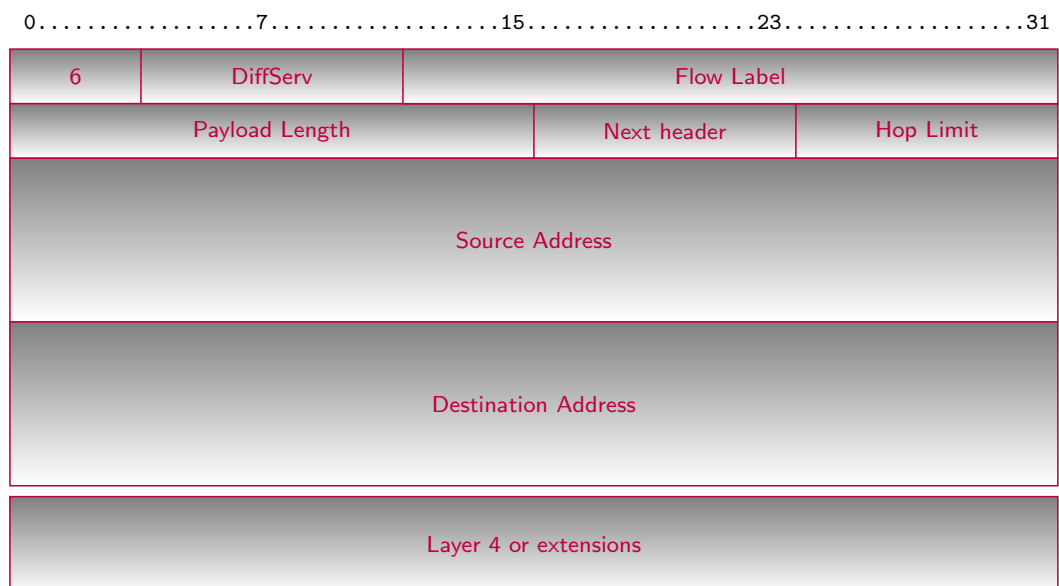 0..............7...............15...............23................31
6 DiffServ Flow Label
Payload Length Next header Hop Limit
Source Address
Destination Address
Layer 4 or extensions